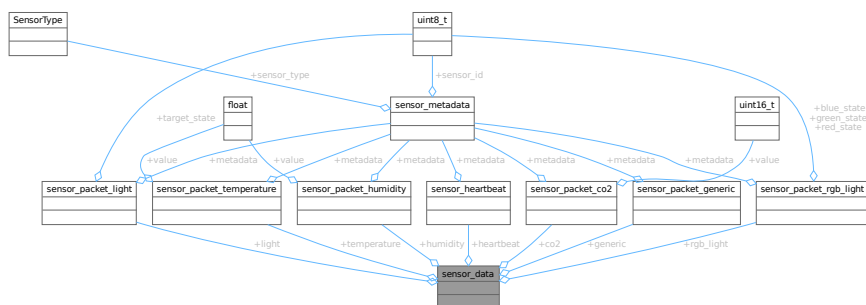 SensorType
uint8_t
+sensor_type
+sensor_id
float
sensor_metadata
uint16_t
+target_state
+blue_state
+green_state
+red_state
+value
+metadata
+value
+metadata
+metadata
+metadata
+metadata
+metadata
+value
+metadata
sensor_packet_light
sensor_packet_temperature
sensor_packet_humidity
sensor_heartbeat
sensor_packet_co2
sensor_packet_generic
sensor_packet_rgb_light
+light
+temperature
+humidity
+heartbeat
+co2
+generic
+rgb_light
sensor_data